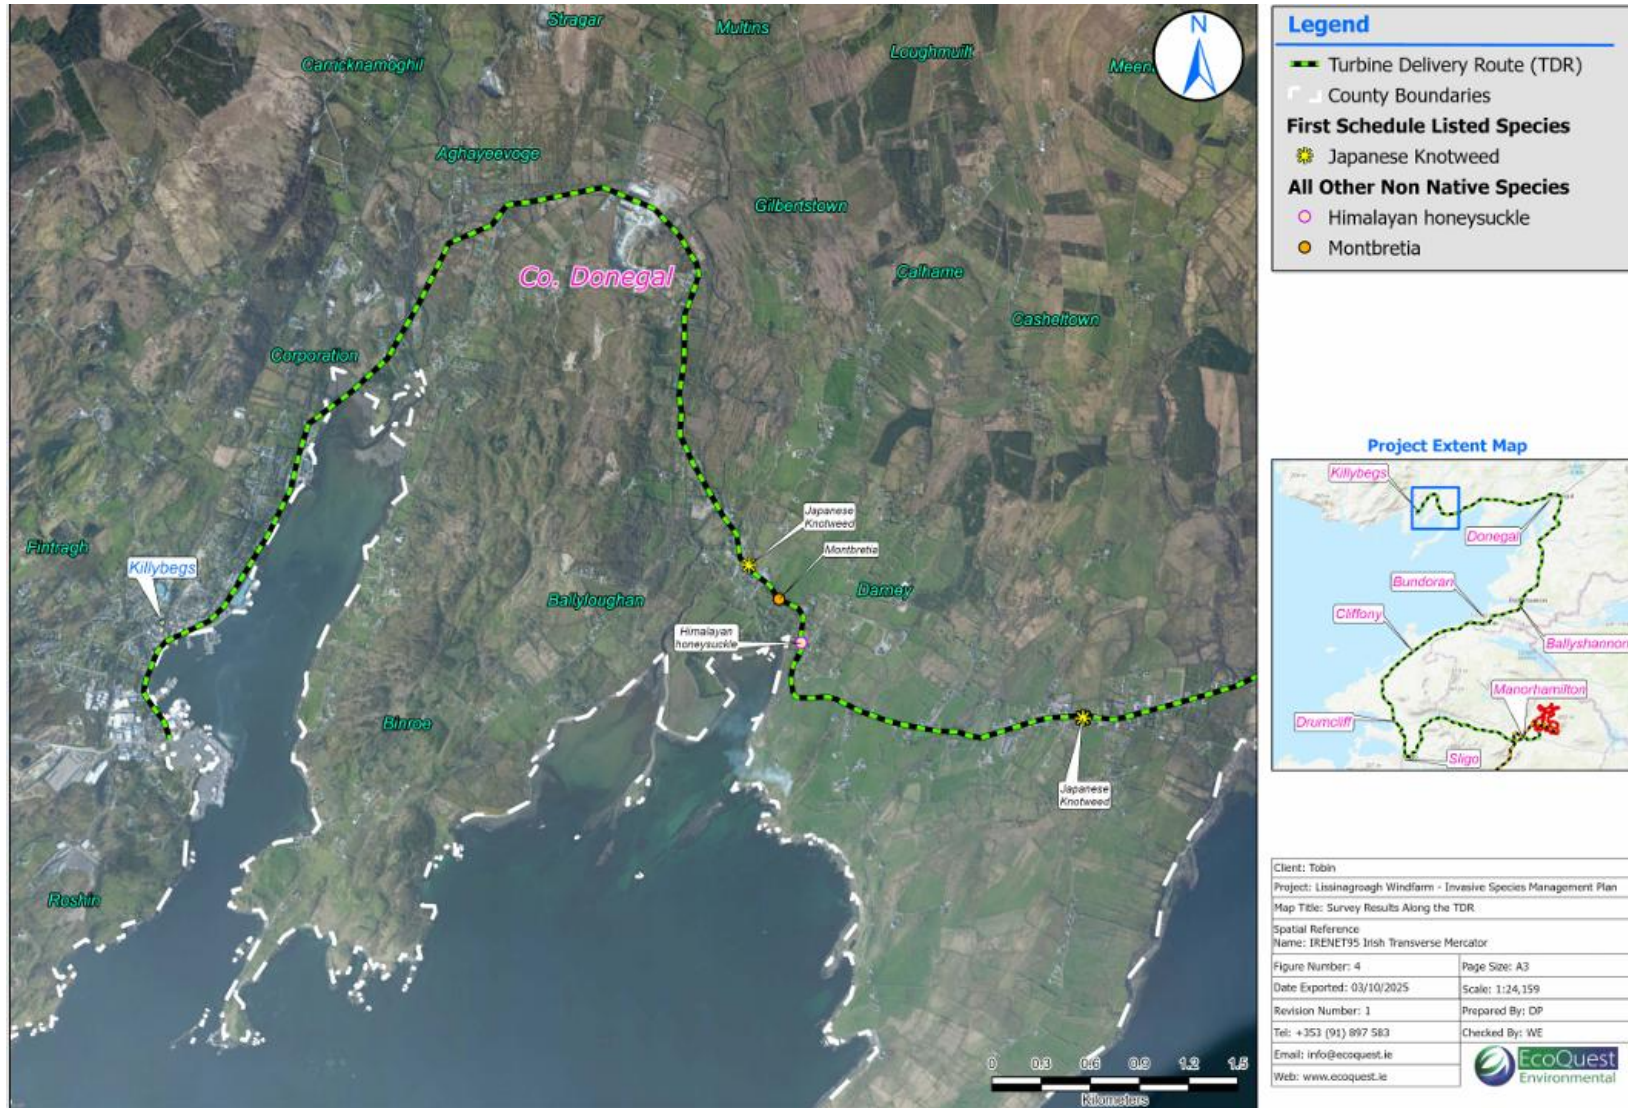 Stragar
Multins
Loughmuilt
Carricknamoghil
Meen
N
Aghayeevoge
Gilbertstown
Co. Donegal
Calhame
Casheltown
Corporation
Japanese
Knotweed
Montbretia
Fintragh
Killybegs
Ballyloughan
Darney
Himalayan
honeysuckle
Binroe
Japanese
Knotweed
Roshin
0 0.3 0.6 0.9 1.2 1.5
Kilometers
Legend
Turbine Delivery Route (TDR)
County Boundaries
First Schedule Listed Species
Japanese Knotweed
All Other Non Native Species
Himalayan honeysuckle
Montbretia
Project Extent Map
Killybegs
Donegal
Bundoran
Cliffony
Ballyshannon
Manorhamilton
Drumcliff
Sligo
Client: Tobin
Project: Lissinagroagh Windfarm - Invasive Species Management Plan
Map Title: Survey Results Along the TDR
Spatial Reference
Name: IRENET95 Irish Transverse Mercator
Figure Number: 4 Page Size: A3
Date Exported: 03/10/2025 Scale: 1:24,159
Revision Number: 1 Prepared By: DP
Tel: +353 (91) 897 583 Checked By: WE
Email: info@ecoquest.ie
Web: www.ecoquest.ie
EcoQuest
Environmental